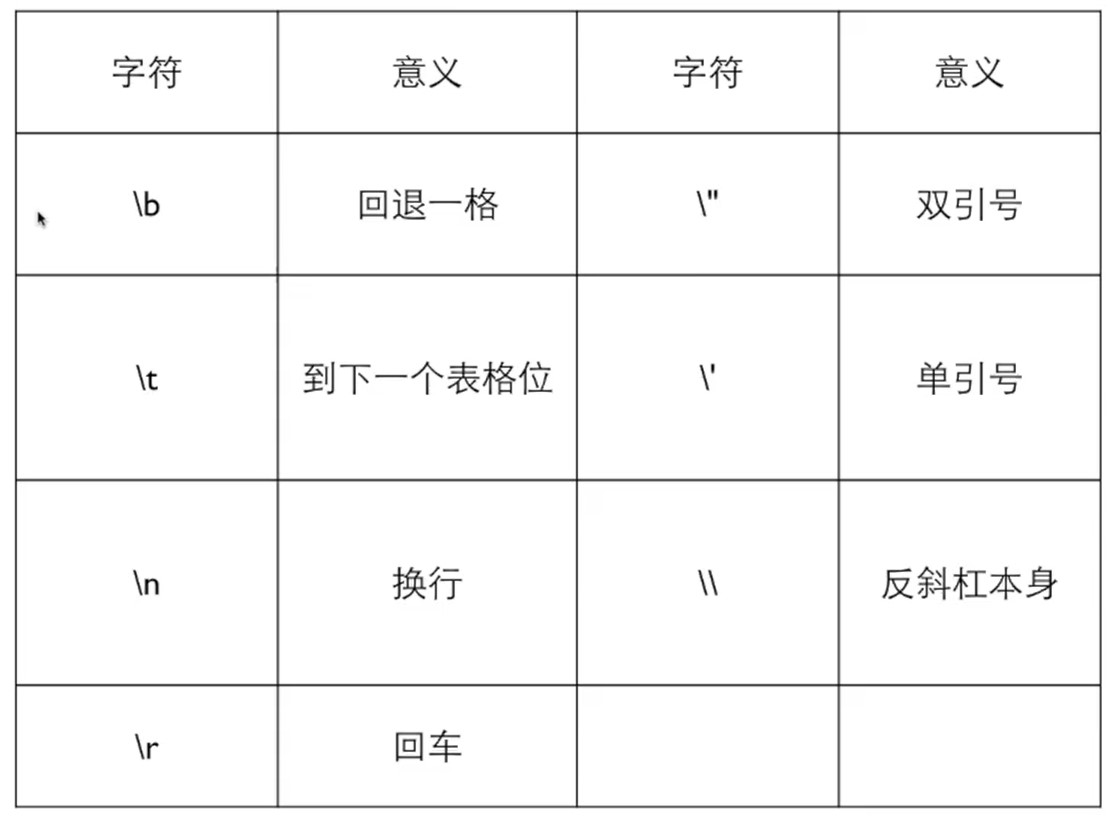 字符 意义 字符 意义
\b 回退一格 \" 双引号
\t 到下一个表格位 \' 单引号
\n 换行 \\ 反斜杠本身
\r 回车